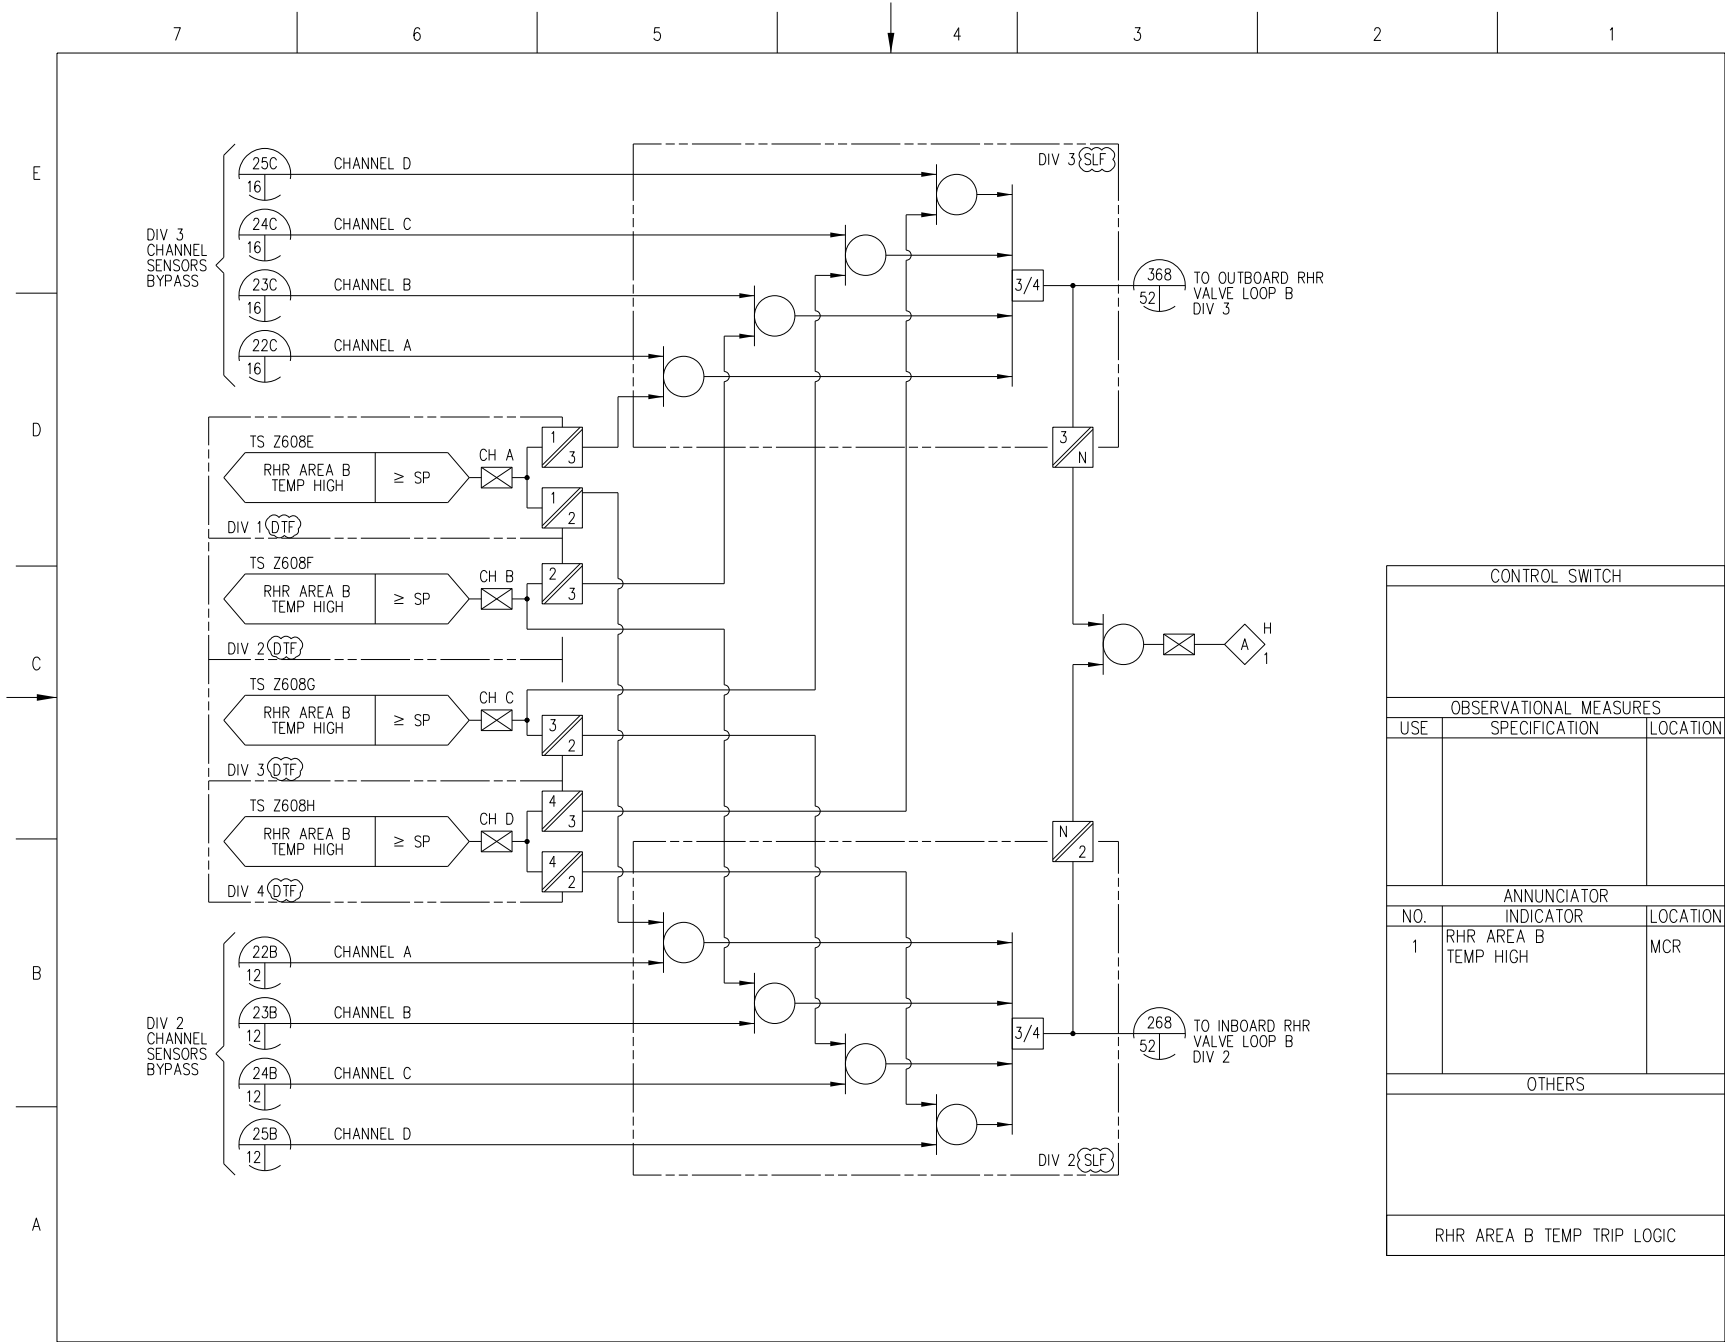 7 6 5 4 3 2 1
E
D
C
B
A
DIV 3
CHANNEL
SENSORS
BYPASS
25C
16
CHANNEL D
24C
16
CHANNEL C
23C
16
CHANNEL B
22C
16
CHANNEL A
DIV 3 SLF
3/4
368
52
TO OUTBOARD RHR
VALVE LOOP B
DIV 3
3
N
TS Z608E
RHR AREA B
TEMP HIGH
≥ SP
CH A
1
3
1
2
DIV 1 DTF
TS Z608F
RHR AREA B
TEMP HIGH
≥ SP
CH B
2
3
DIV 2 DTF
TS Z608G
RHR AREA B
TEMP HIGH
≥ SP
CH C
3
2
DIV 3 DTF
TS Z608H
RHR AREA B
TEMP HIGH
≥ SP
CH D
4
3
4
2
DIV 4 DTF
A
H
1
N
2
DIV 2
CHANNEL
SENSORS
BYPASS
22B
12
CHANNEL A
23B
12
CHANNEL B
24B
12
CHANNEL C
25B
12
CHANNEL D
3/4
268
52
TO INBOARD RHR
VALVE LOOP B
DIV 2
DIV 2 SLF
CONTROL SWITCH
OBSERVATIONAL MEASURES
USE SPECIFICATION LOCATION
ANNUNCIATOR
NO. INDICATOR LOCATION
1 RHR AREA B
TEMP HIGH
MCR
OTHERS
RHR AREA B TEMP TRIP LOGIC